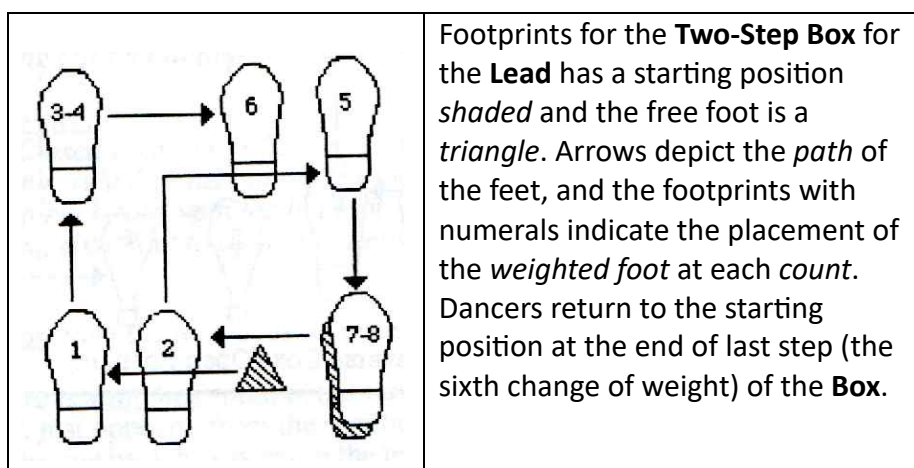 3-4
6
5
1
2
7-8
Footprints for the Two-Step Box for
the Lead has a starting position
shaded and the free foot is a
triangle. Arrows depict the path of
the feet, and the footprints with
numerals indicate the placement of
the weighted foot at each count.
Dancers return to the starting
position at the end of last step (the
sixth change of weight) of the Box.